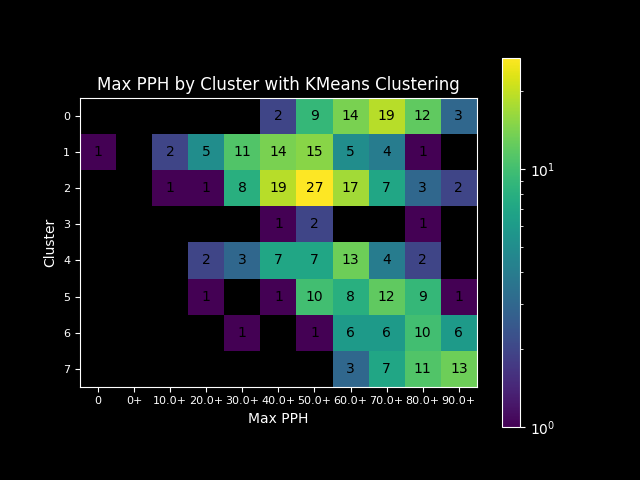 Max PPH by Cluster with KMeans Clustering
0 2 9 14 19 12 3
1 1 2 5 11 14 15 5 4 1
2 1 1 8 19 27 17 7 3 2
3 1 2 1
4 2 3 7 7 13 4 2
5 1 1 10 8 12 9 1
6 1 1 6 6 10 6
7 3 7 11 13
0 0+ 10.0+ 20.0+ 30.0+ 40.0+ 50.0+ 60.0+ 70.0+ 80.0+ 90.0+
Max PPH
Cluster
10¹
10⁰